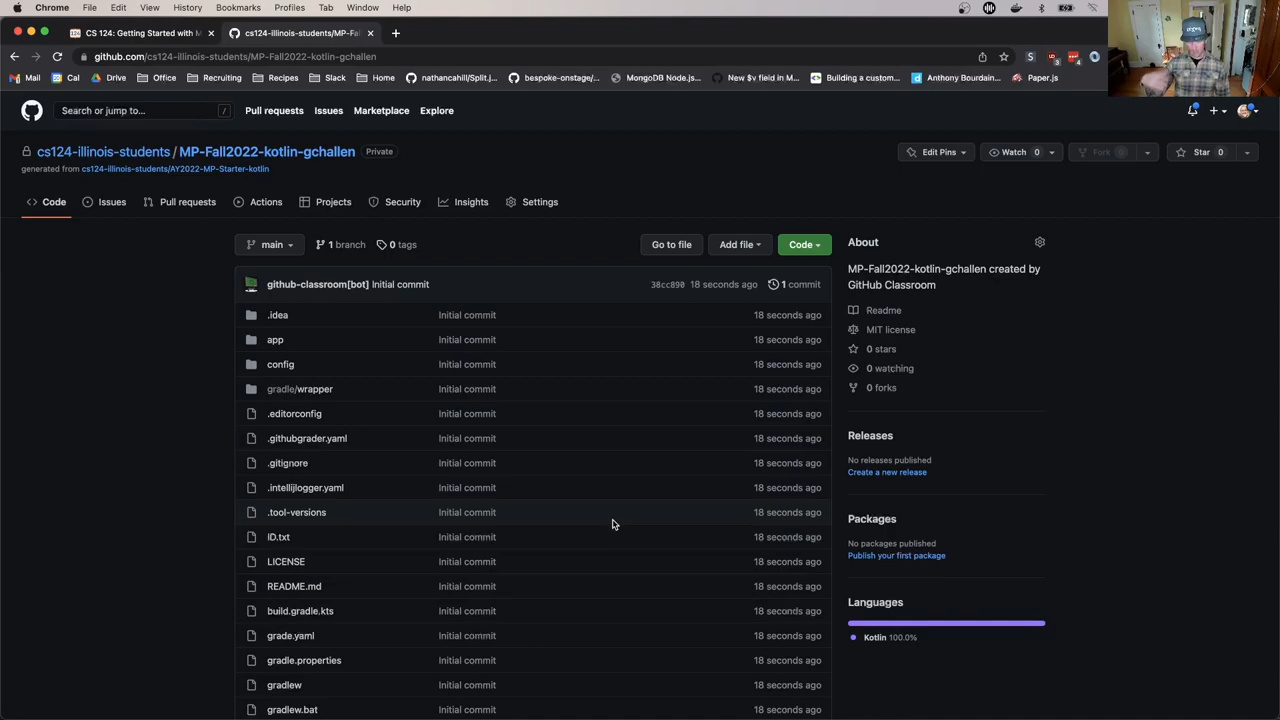 Chrome File Edit View History Bookmarks Profiles Tab Window Help
CS 124: Getting Started with M
cs124-illinois-students/MP-Fall
github.com/cs124-illinois-students/MP-Fall2022-kotlin-gchallen
Mail Cal Drive Office Recruiting Recipes Slack Home nathancahill/Split.j... bespoke-onstage/... MongoDB Node.js... New $v field in M... Building a custom... Anthony Bourdain... Paper.js
Search or jump to... / Pull requests Issues Marketplace Explore
cs124-illinois-students / MP-Fall2022-kotlin-gchallen Private
Edit Pins Watch 0 Fork 0 Star 0
generated from cs124-illinois-students/AY2022-MP-Starter-kotlin
Code Issues Pull requests Actions Projects Security Insights Settings
main 1 branch 0 tags Go to file Add file Code
github-classroom[bot] Initial commit 38cc890 18 seconds ago 1 commit
.idea Initial commit 18 seconds ago
app Initial commit 18 seconds ago
config Initial commit 18 seconds ago
gradle/wrapper Initial commit 18 seconds ago
.editorconfig Initial commit 18 seconds ago
.githubgrader.yaml Initial commit 18 seconds ago
.gitignore Initial commit 18 seconds ago
.intellijlogger.yaml Initial commit 18 seconds ago
.tool-versions Initial commit 18 seconds ago
ID.txt Initial commit 18 seconds ago
LICENSE Initial commit 18 seconds ago
README.md Initial commit 18 seconds ago
build.gradle.kts Initial commit 18 seconds ago
grade.yaml Initial commit 18 seconds ago
gradle.properties Initial commit 18 seconds ago
gradlew Initial commit 18 seconds ago
gradlew.bat Initial commit 18 seconds ago
About
MP-Fall2022-kotlin-gchallen created by
GitHub Classroom
Readme
MIT license
0 stars
0 watching
0 forks
Releases
No releases published
Create a new release
Packages
No packages published
Publish your first package
Languages
Kotlin 100.0%